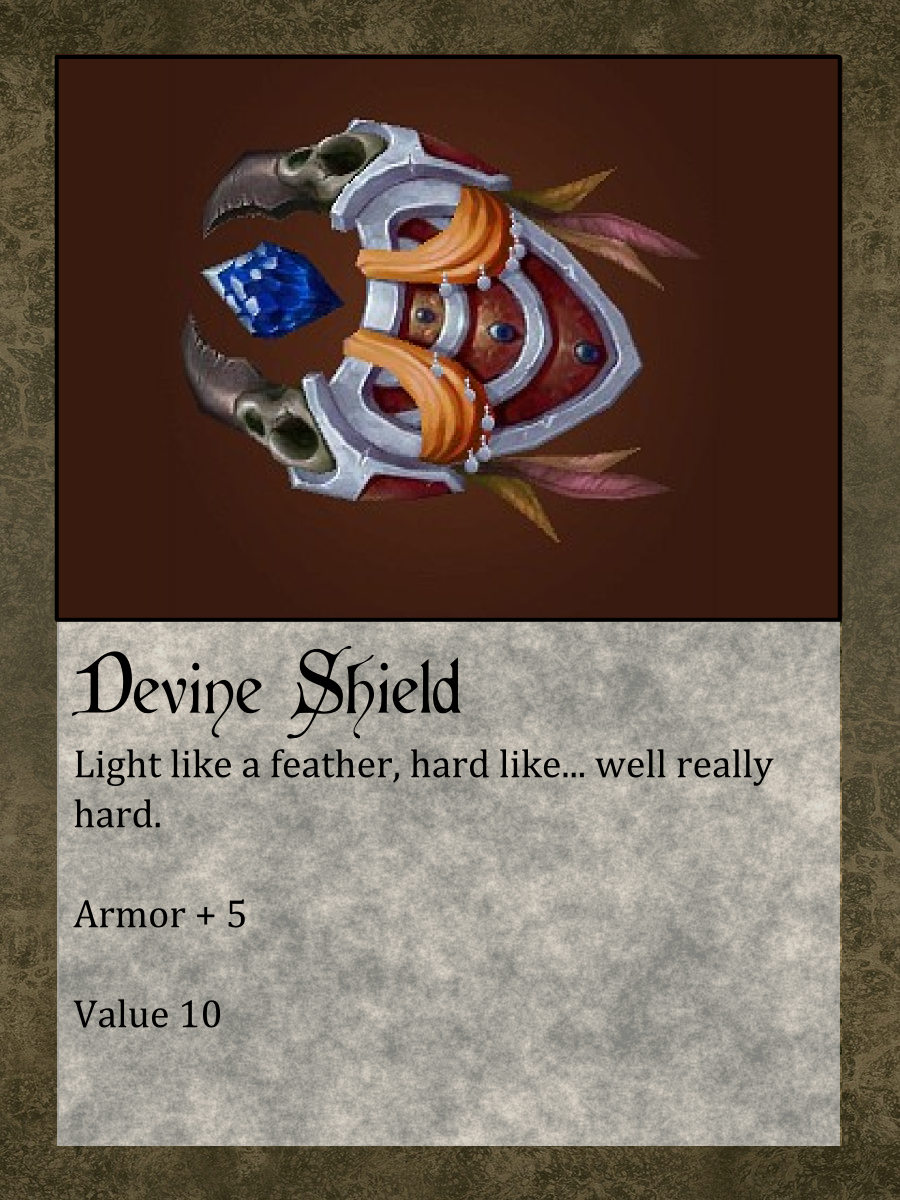 Devine Shield
Light like a feather, hard like... well really
hard.
Armor + 5
Value 10